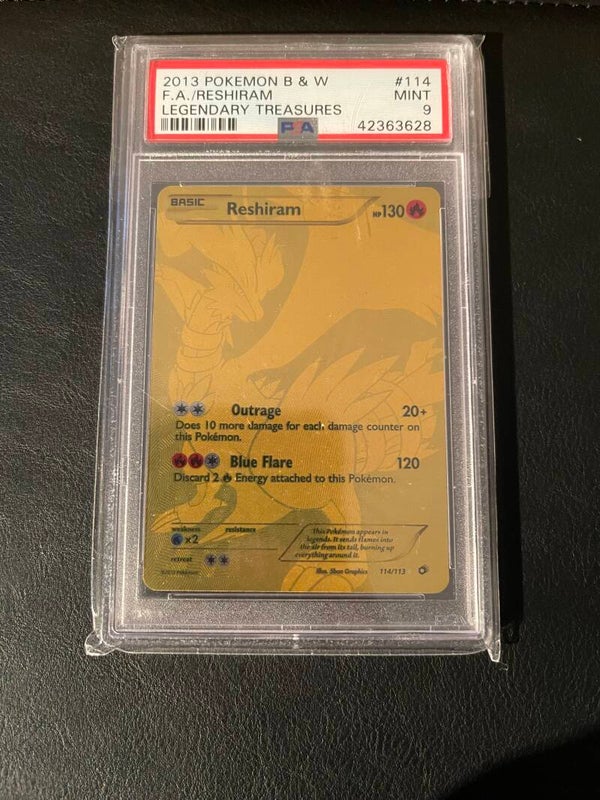 2013 POKEMON B & W #114
F.A./RESHIRAM MINT
LEGENDARY TREASURES 9
PSA 42363628
BASIC Reshiram HP130
Outrage 20+
Does 10 more damage for each damage counter on
this Pokémon.
Blue Flare 120
Discard 2 Energy attached to this Pokémon.
weakness resistance
×2
retreat
This Pokémon appears in
legends. It sends flames into
the air from its tail, burning up
everything around it.
©2013 Pokémon Illus. 5ban Graphics 114/113